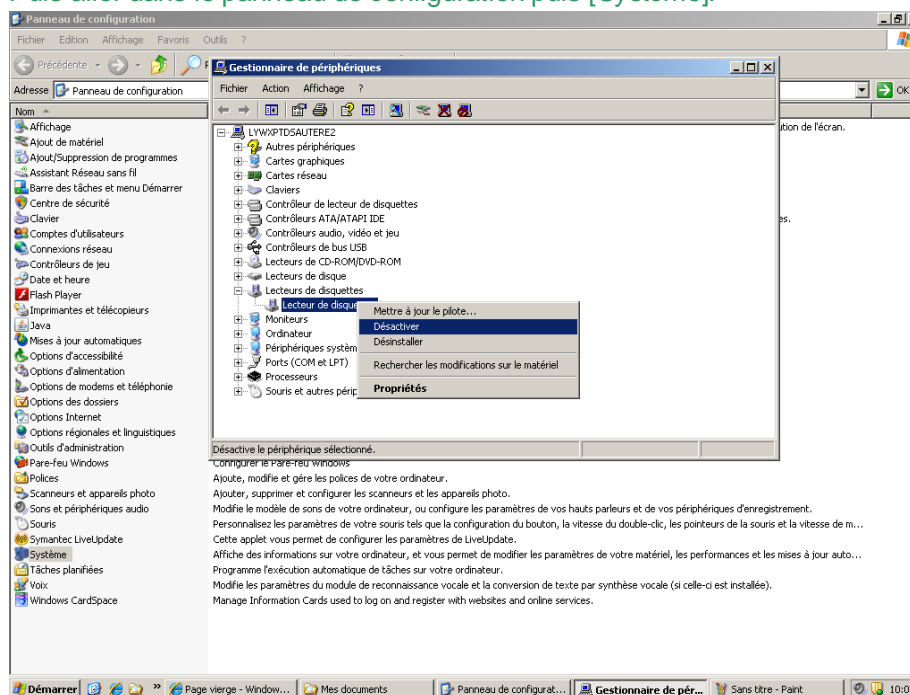 Puis aller dans le panneau de configuration puis [Système].
Panneau de configuration
Fichier Edition Affichage Favoris Outils ?
Précédente
Adresse Panneau de configuration OK
Nom
Affichage
Ajout de matériel
Ajout/Suppression de programmes
Assistant Réseau sans fil
Barre des tâches et menu Démarrer
Centre de sécurité
Clavier
Comptes d'utilisateurs
Connexions réseau
Contrôleurs de jeu
Date et heure
Flash Player
Imprimantes et télécopieurs
Java
Mises à jour automatiques
Options d'accessibilité
Options d'alimentation
Options de modems et téléphonie
Options des dossiers
Options Internet
Options régionales et linguistiques
Outils d'administration
Pare-feu Windows
Polices
Scanneurs et appareils photo
Sons et périphériques audio
Souris
Symantec LiveUpdate
Système
Tâches planifiées
Voix
Windows CardSpace
Gestionnaire de périphériques
Fichier Action Affichage ?
LYWXPTDSAUTERE2
Autres périphériques
Cartes graphiques
Cartes réseau
Claviers
Contrôleur de lecteur de disquettes
Contrôleurs ATA/ATAPI IDE
Contrôleurs audio, vidéo et jeu
Contrôleurs de bus USB
Lecteurs de CD-ROM/DVD-ROM
Lecteurs de disque
Lecteurs de disquettes
Lecteur de disque
Moniteurs
Ordinateur
Périphériques systèm
Ports (COM et LPT)
Processeurs
Souris et autres périp
Mettre à jour le pilote...
Désactiver
Désinstaller
Rechercher les modifications sur le matériel
Propriétés
Désactive le périphérique sélectionné.
ution de l'écran.
es.
Configurer le Pare-feu Windows
Ajoute, modifie et gère les polices de votre ordinateur.
Ajouter, supprimer et configurer les scanneurs et les appareils photo.
Modifie le modèle de sons de votre ordinateur, ou configure les paramètres de vos hauts parleurs et de vos périphériques d'enregistrement.
Personnalisez les paramètres de votre souris tels que la configuration du bouton, la vitesse du double-clic, les pointeurs de la souris et la vitesse de m...
Cette applet vous permet de configurer les paramètres de LiveUpdate.
Affiche des informations sur votre ordinateur, et vous permet de modifier les paramètres de votre matériel, les performances et les mises à jour auto...
Programme l'exécution automatique de tâches sur votre ordinateur.
Modifie les paramètres du module de reconnaissance vocale et la conversion de texte par synthèse vocale (si celle-ci est installée).
Manage Information Cards used to log on and register with websites and online services.
Démarrer » Page vierge - Window... Mes documents Panneau de configurat... Gestionnaire de pér... Sans titre - Paint 10:0